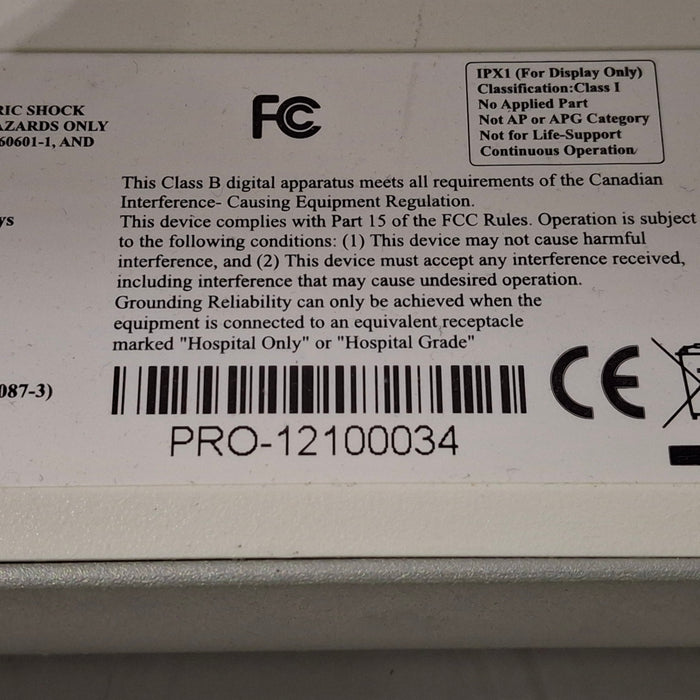 RIC SHOCK
AZARDS ONLY
60601-1, AND
FC
IPX1 (For Display Only)
Classification:Class I
No Applied Part
Not AP or APG Category
Not for Life-Support
Continuous Operation
This Class B digital apparatus meets all requirements of the Canadian
Interference- Causing Equipment Regulation.
ys
This device complies with Part 15 of the FCC Rules. Operation is subject
to the following conditions: (1) This device may not cause harmful
interference, and (2) This device must accept any interference received,
including interference that may cause undesired operation.
Grounding Reliability can only be achieved when the
equipment is connected to an equivalent receptacle
marked "Hospital Only" or "Hospital Grade"
087-3)
CE
PRO-12100034